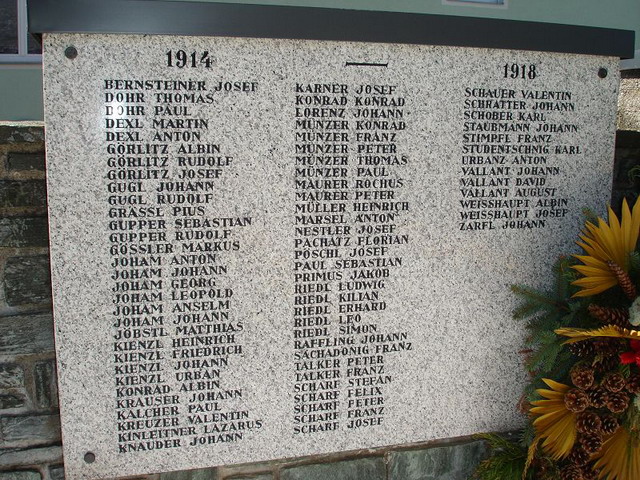 1914 — 1918
BERNSTEINER JOSEF
DOHR THOMAS
DOHR PAUL
DEXL MARTIN
DEXL ANTON
GÖRLITZ ALBIN
GÖRLITZ RUDOLF
GÖRLITZ JOSEF
GUGL JOHANN
GUGL RUDOLF
GRASSL PIUS
GUPPER SEBASTIAN
GUPPER RUDOLF
GÖSSLER MARKUS
JOHAM ANTON
JOHAM JOHANN
JOHAM GEORG
JOHAM LEOPOLD
JOHAM ANSELM
JOHAM JOHANN
JÖBSTL MATTHIAS
KIENZL HEINRICH
KIENZL FRIEDRICH
KIENZL JOHANN
KIENZL URBAN
KONRAD ALBIN
KRAUSER JOHANN
KALCHER PAUL
KREUZER VALENTIN
KINLEITNER LAZARUS
KNAUDER JOHANN
KARNER JOSEF
KONRAD KONRAD
LORENZ JOHANN
MÜNZER KONRAD
MÜNZER FRANZ
MÜNZER PETER
MÜNZER THOMAS
MÜNZER PAUL
MAURER ROCHUS
MAURER PETER
MÜLLER HEINRICH
MARSEL ANTON
NESTLER JOSEF
PACHATZ FLORIAN
PÖSCHL JOSEF
PAUL SEBASTIAN
PRIMUS JAKOB
RIEDL LUDWIG
RIEDL KILIAN
RIEDL ERHARD
RIEDL LEO
RIEDL SIMON
RAFFLING JOHANN
SACHADONIG FRANZ
TALKER PETER
TALKER FRANZ
SCHARF STEFAN
SCHARF FELIX
SCHARF PETER
SCHARF FRANZ
SCHARF JOSEF
SCHAUER VALENTIN
SCHRATTER JOHANN
SCHOBER KARL
STAUBMANN JOHANN
STIMPFL FRANZ
STUDENTSCHNIG KARL
URBANZ ANTON
VALLANT JOHANN
VALLANT DAVID
VALLANT AUGUST
WEISSHAUPT ALBIN
WEISSHAUPT JOSEF
ZARFL JOHANN